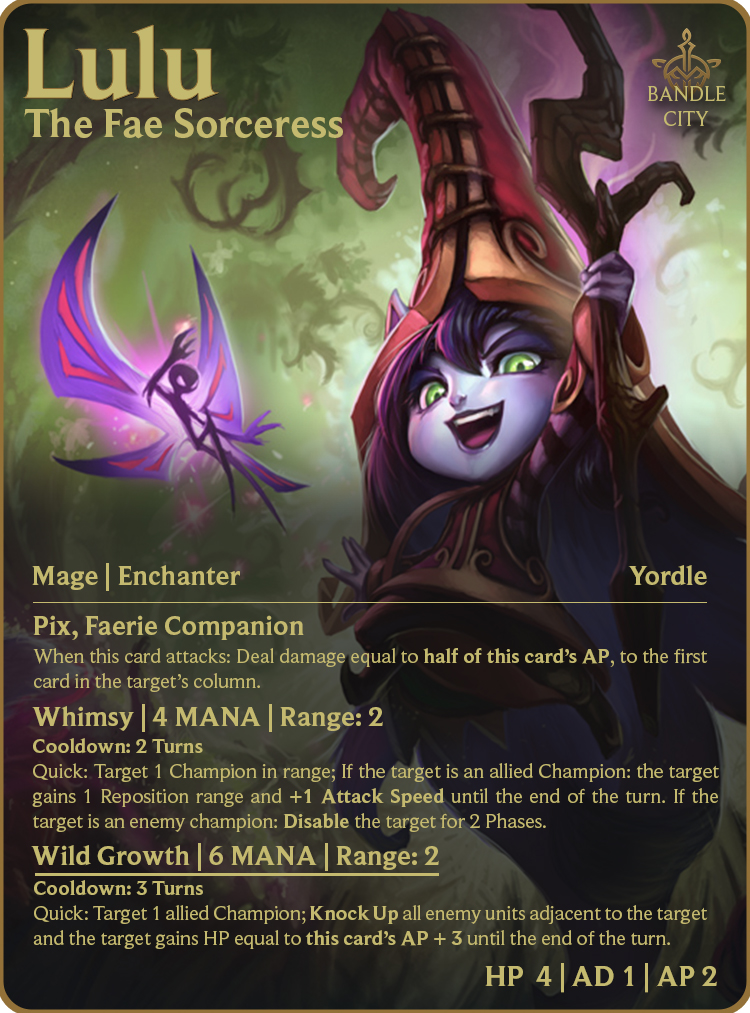 Lulu
The Fae Sorceress
BANDLE
CITY
Mage | Enchanter
Yordle
Pix, Faerie Companion
When this card attacks: Deal damage equal to half of this card's AP, to the first
card in the target's column.
Whimsy | 4 MANA | Range: 2
Cooldown: 2 Turns
Quick: Target 1 Champion in range; If the target is an allied Champion: the target
gains 1 Reposition range and +1 Attack Speed until the end of the turn. If the
target is an enemy champion: Disable the target for 2 Phases.
Wild Growth | 6 MANA | Range: 2
Cooldown: 3 Turns
Quick: Target 1 allied Champion; Knock Up all enemy units adjacent to the target
and the target gains HP equal to this card's AP + 3 until the end of the turn.
HP 4 | AD 1 | AP 2